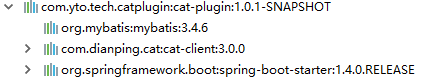 com.yto.tech.catplugin:cat-plugin:1.0.1-SNAPSHOT
org.mybatis:mybatis:3.4.6
com.dianping.cat:cat-client:3.0.0
org.springframework.boot:spring-boot-starter:1.4.0.RELEASE